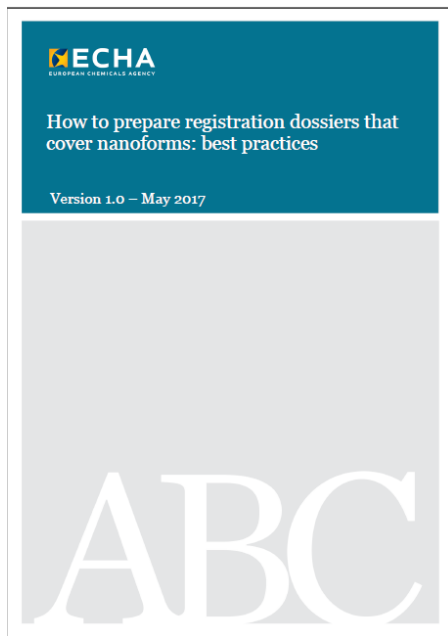 ECHA
EUROPEAN CHEMICALS AGENCY
How to prepare registration dossiers that
cover nanoforms: best practices
Version 1.0 – May 2017
ABC